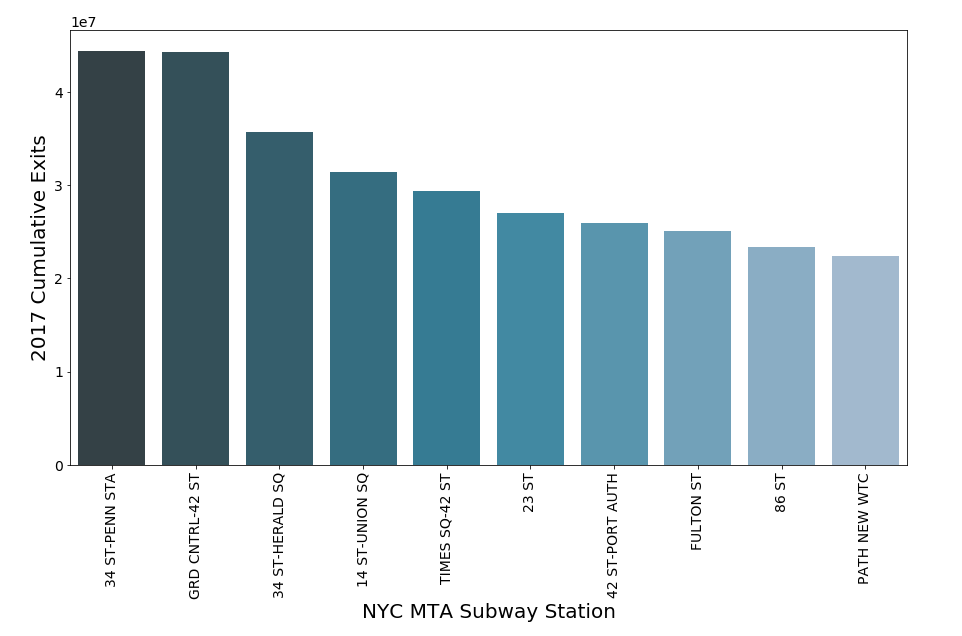 1e7
4
3
2
1
0
2017 Cumulative Exits
34 ST-PENN STA
GRD CNTRL-42 ST
34 ST-HERALD SQ
14 ST-UNION SQ
TIMES SQ-42 ST
23 ST
42 ST-PORT AUTH
FULTON ST
86 ST
PATH NEW WTC
NYC MTA Subway Station